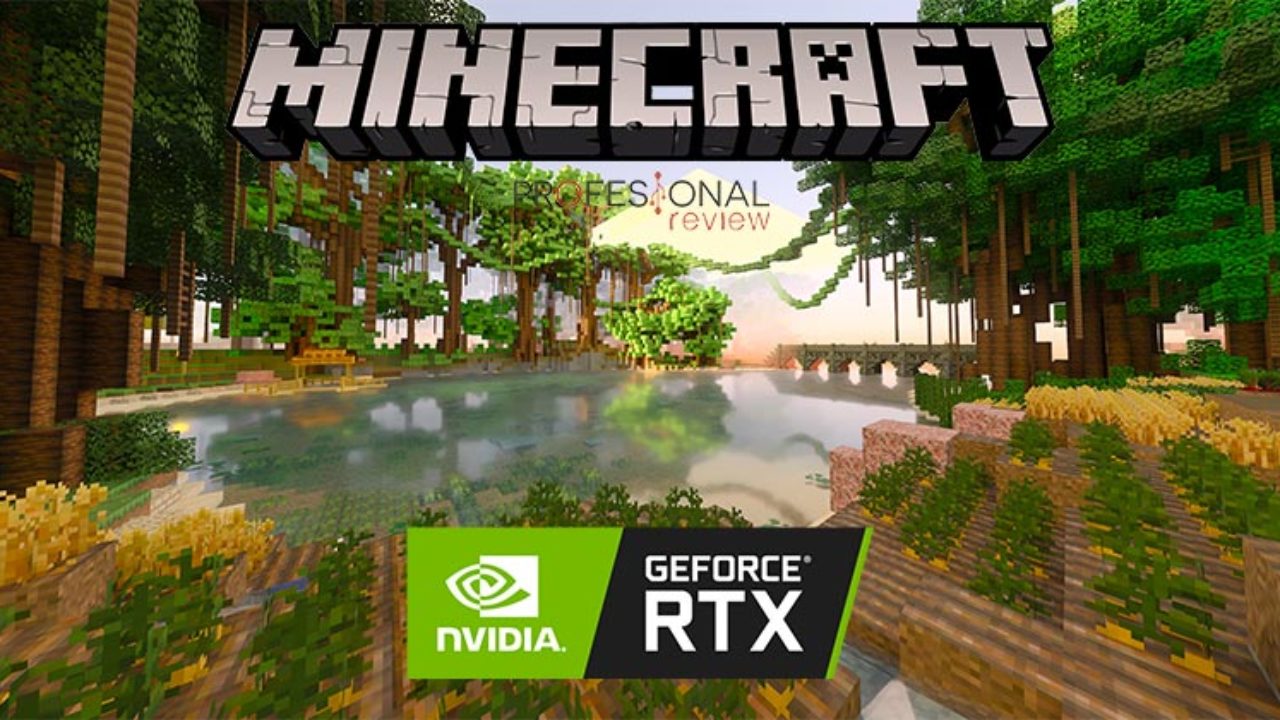 MINECRAFT
PROFESIONAL
review
NVIDIA.
GEFORCE®
RTX